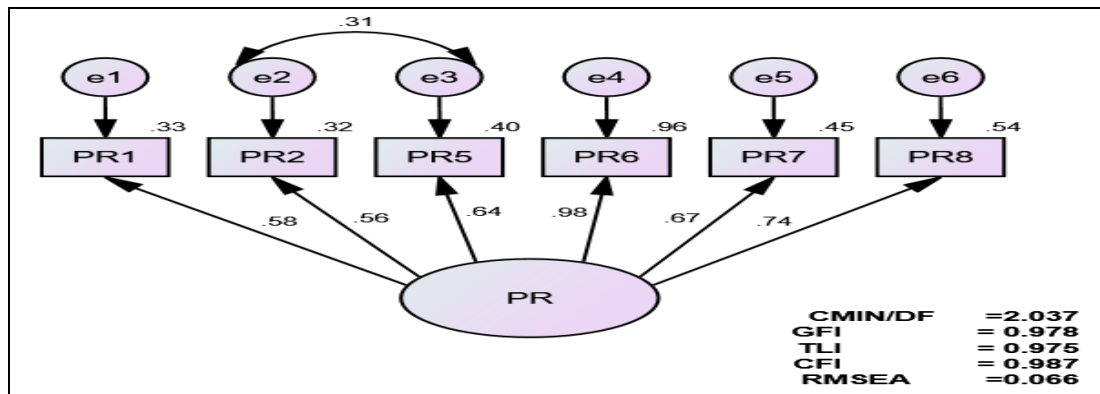 .31
e1 e2 e3 e4 e5 e6
.33 .32 .40 .96 .45 .54
PR1 PR2 PR5 PR6 PR7 PR8
.58 .56 .64 .98 .67 .74
PR
CMIN/DF =2.037
GFI = 0.978
TLI = 0.975
CFI = 0.987
RMSEA =0.066